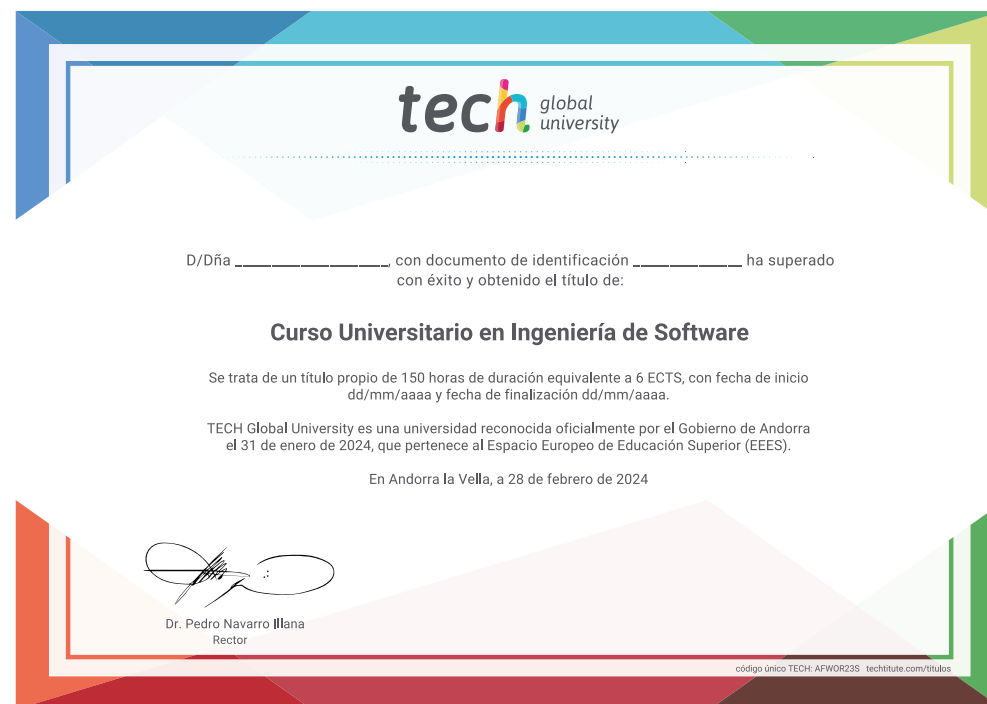 tech global
university
D/Dña ____________________, con documento de identificación ______________ ha superado
con éxito y obtenido el título de:
Curso Universitario en Ingeniería de Software
Se trata de un título propio de 150 horas de duración equivalente a 6 ECTS, con fecha de inicio
dd/mm/aaaa y fecha de finalización dd/mm/aaaa.
TECH Global University es una universidad reconocida oficialmente por el Gobierno de Andorra
el 31 de enero de 2024, que pertenece al Espacio Europeo de Educación Superior (EEES).
En Andorra la Vella, a 28 de febrero de 2024
Dr. Pedro Navarro Illana
Rector
código único TECH: AFWOR23S techtitute.com/titulos